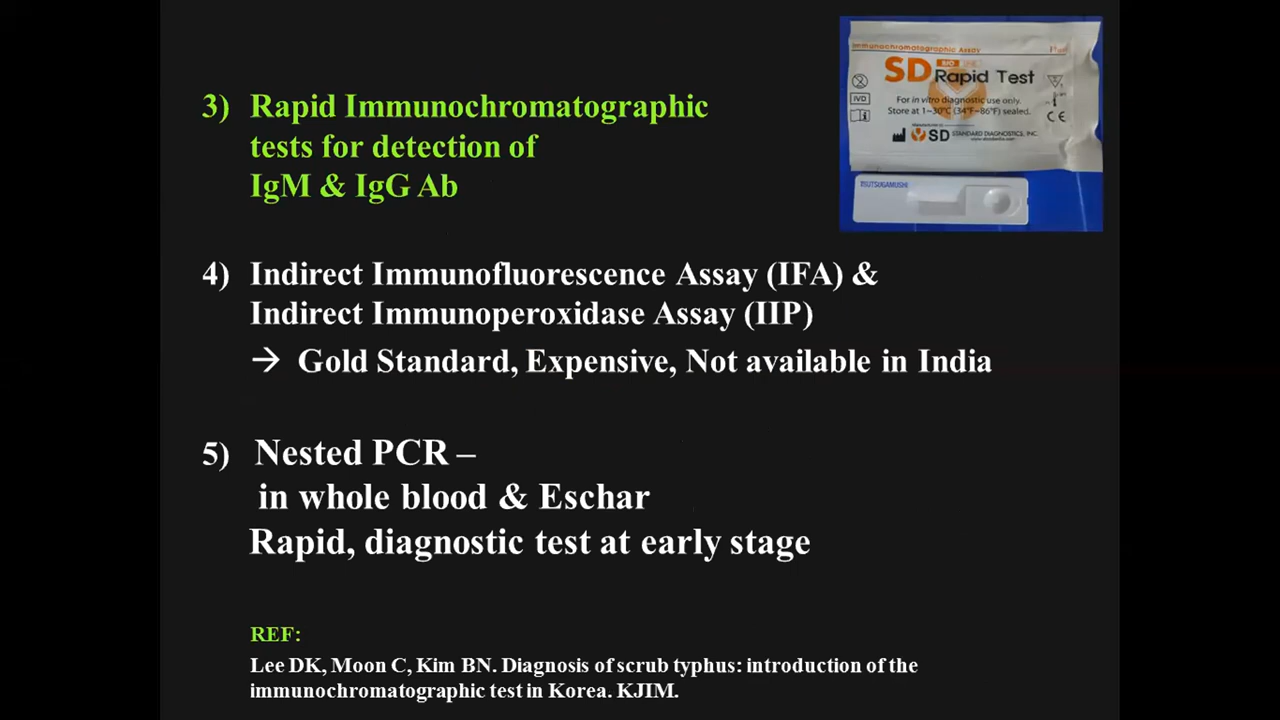 3) Rapid Immunochromatographic
tests for detection of
IgM & IgG Ab
Immunochromatographic Assay
SD Rapid Test
IVD
For in vitro diagnostic use only.
Store at 1~30°C (34°F~86°F) sealed.
CE
SD STANDARD DIAGNOSTICS, INC.
TSUTSUGAMUSHI
4) Indirect Immunofluorescence Assay (IFA) &
Indirect Immunoperoxidase Assay (IIP)
→ Gold Standard, Expensive, Not available in India
5) Nested PCR –
in whole blood & Eschar
Rapid, diagnostic test at early stage
REF:
Lee DK, Moon C, Kim BN. Diagnosis of scrub typhus: introduction of the
immunochromatographic test in Korea. KJIM.